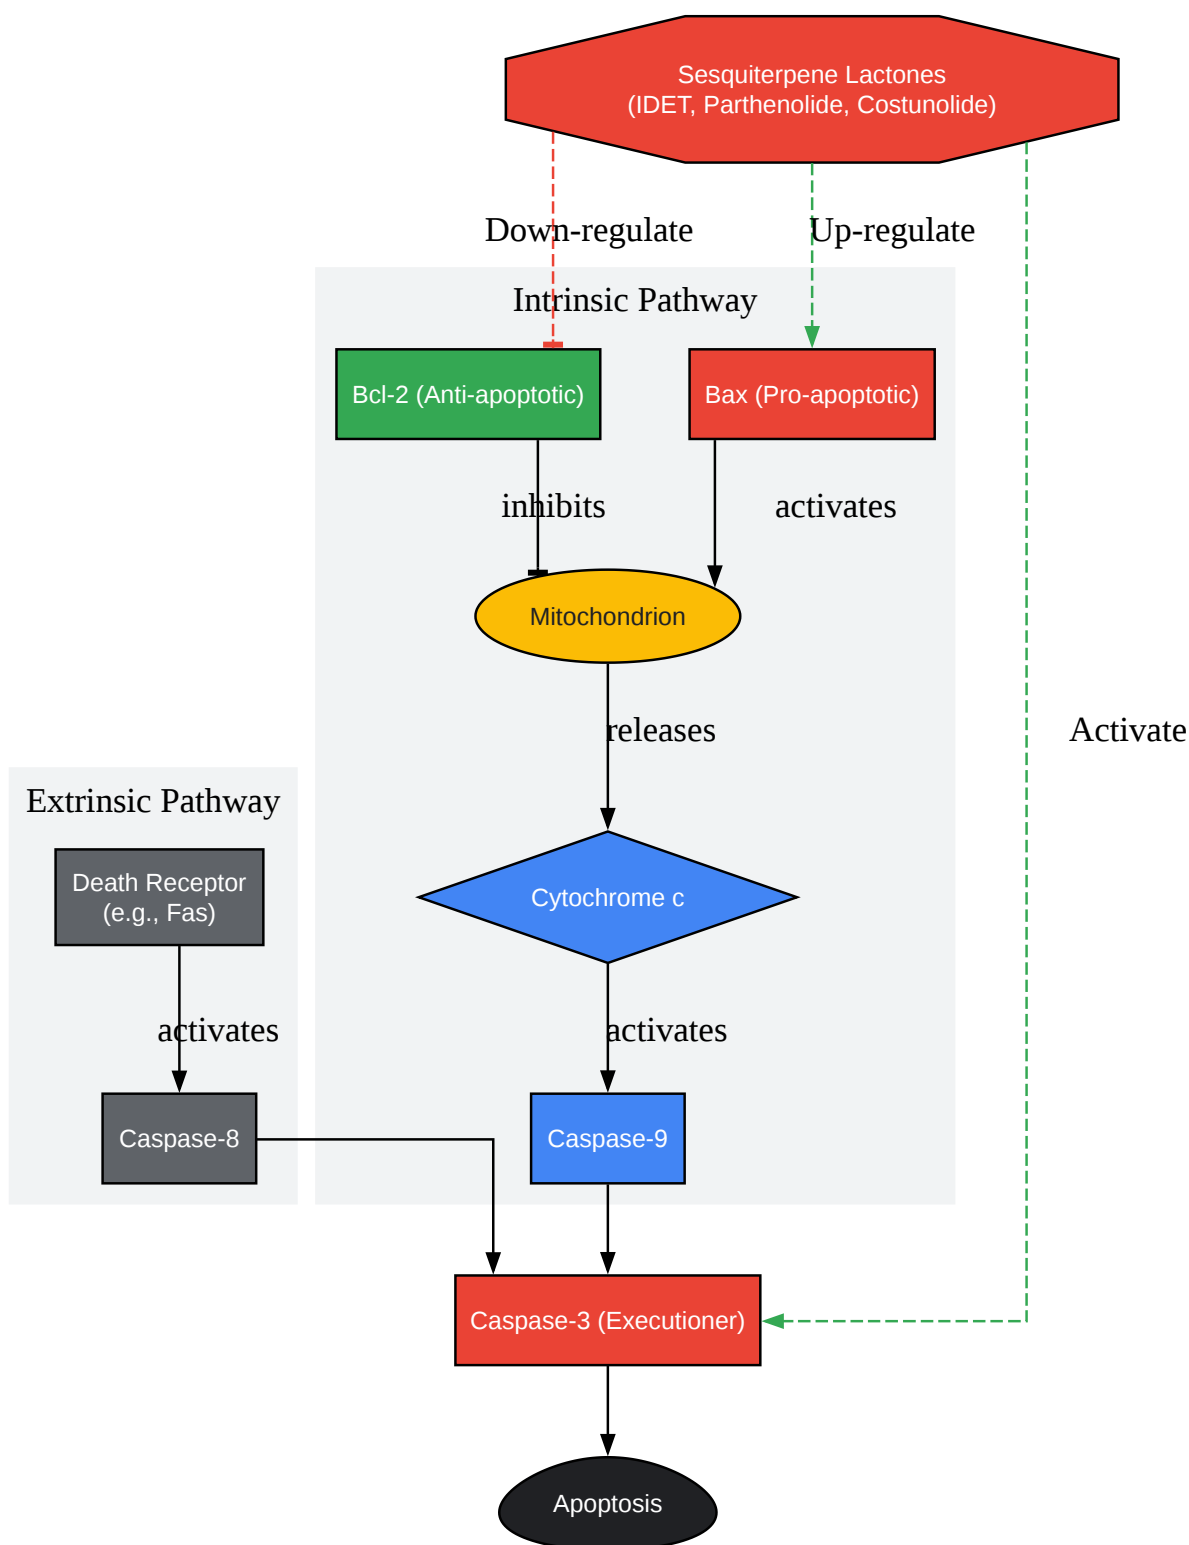 Sesquiterpene Lactones
(IDET, Parthenolide, Costunolide)
Down-regulate
Up-regulate
Intrinsic Pathway
Bcl-2 (Anti-apoptotic)
Bax (Pro-apoptotic)
inhibits
activates
Mitochondrion
releases
Activate
Extrinsic Pathway
Death Receptor
(e.g., Fas)
Cytochrome c
activates
activates
Caspase-8
Caspase-9
Caspase-3 (Executioner)
Apoptosis